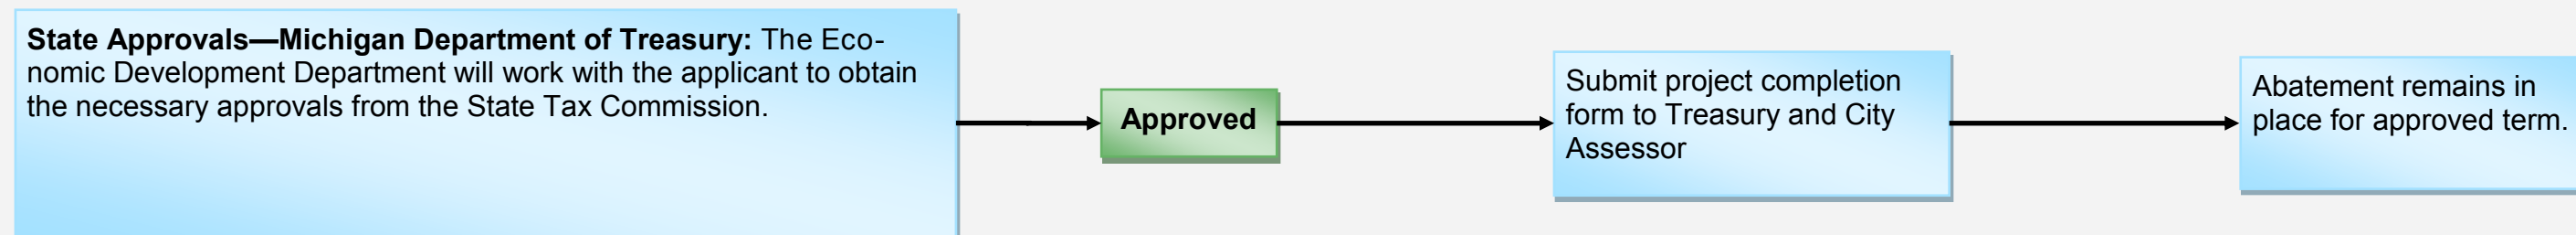 State Approvals—Michigan Department of Treasury: The Eco-
nomic Development Department will work with the applicant to obtain
the necessary approvals from the State Tax Commission.
Approved
Submit project completion
form to Treasury and City
Assessor
Abatement remains in
place for approved term.